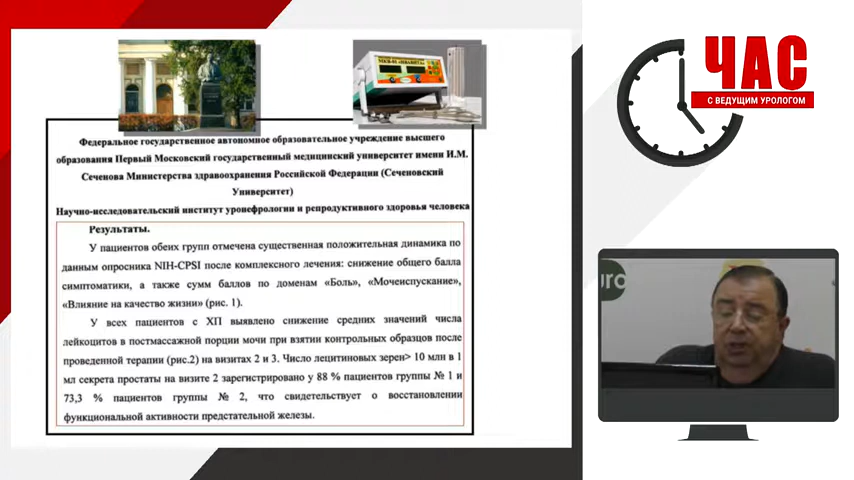 ЧАС
С ВЕДУЩИМ УРОЛОГОМ
Федеральное государственное автономное образовательное учреждение высшего
образования Первый Московский государственный медицинский университет имени И.М.
Сеченова Министерства здравоохранения Российской Федерации (Сеченовский
Университет)
Научно-исследовательский институт уронефрологии и репродуктивного здоровья человека
Результаты.
У пациентов обеих групп отмечена существенная положительная динамика по
данным опросника NIH-CPSI после комплексного лечения: снижение общего балла
симптоматики, а также сумм баллов по доменам «Боль», «Мочеиспускание»,
«Влияние на качество жизни» (рис. 1).
У всех пациентов с ХП выявлено снижение средних значений числа
лейкоцитов в постмассажной порции мочи при взятии контрольных образцов после
проведенной терапии (рис.2) на визитах 2 и 3. Число лецитиновых зерен> 10 млн в 1
мл секрета простаты на визите 2 зарегистрировано у 88 % пациентов группы № 1 и
73,3 % пациентов группы № 2, что свидетельствует о восстановлении
функциональной активности предстательной железы.
uro